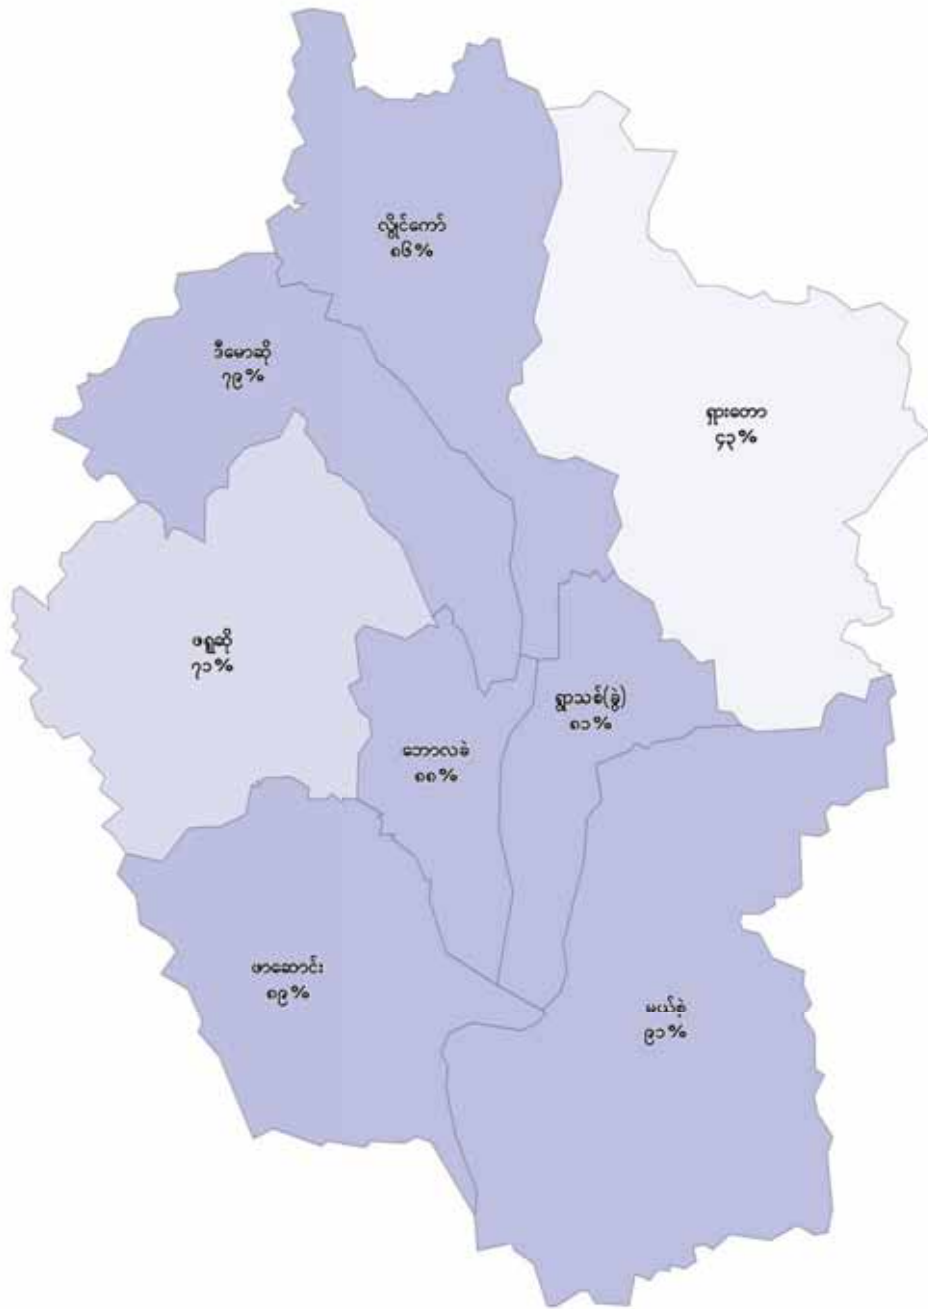 လွိုင်ကော်
၈၆%
ဒီမောဆို
၇၉%
ရှားတော
၄၃%
ဖရူဆို
၇၁%
ရွာသစ်(ခွဲ)
၈၁%
ဘောလခဲ
၈၈%
ဖာဆောင်း
၈၉%
မယ်စဲ့
၉၁%